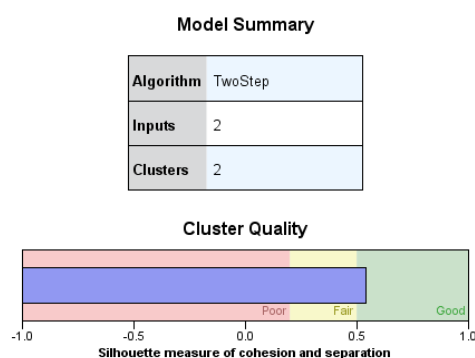 Model Summary
Algorithm TwoStep
Inputs 2
Clusters 2
Cluster Quality
Poor Fair Good
-1.0 -0.5 0.0 0.5 1.0
Silhouette measure of cohesion and separation